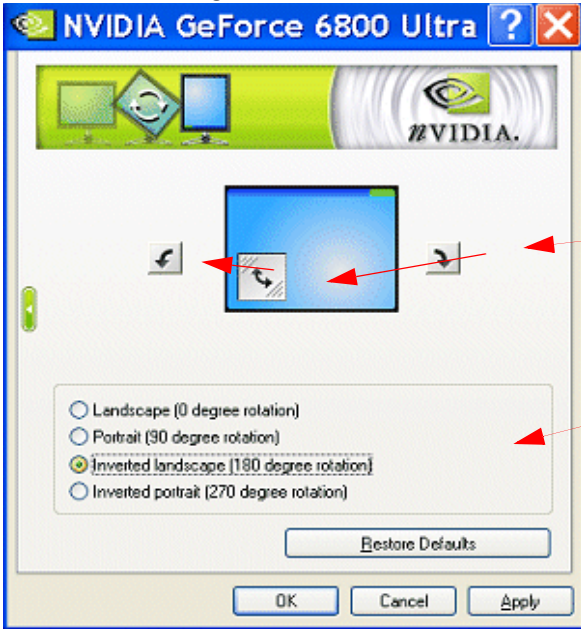 NVIDIA GeForce 6800 Ultra
nVIDIA.
Landscape (0 degree rotation)
Portrait (90 degree rotation)
Inverted landscape (180 degree rotation)
Inverted portrait (270 degree rotation)
Restore Defaults
OK Cancel Apply